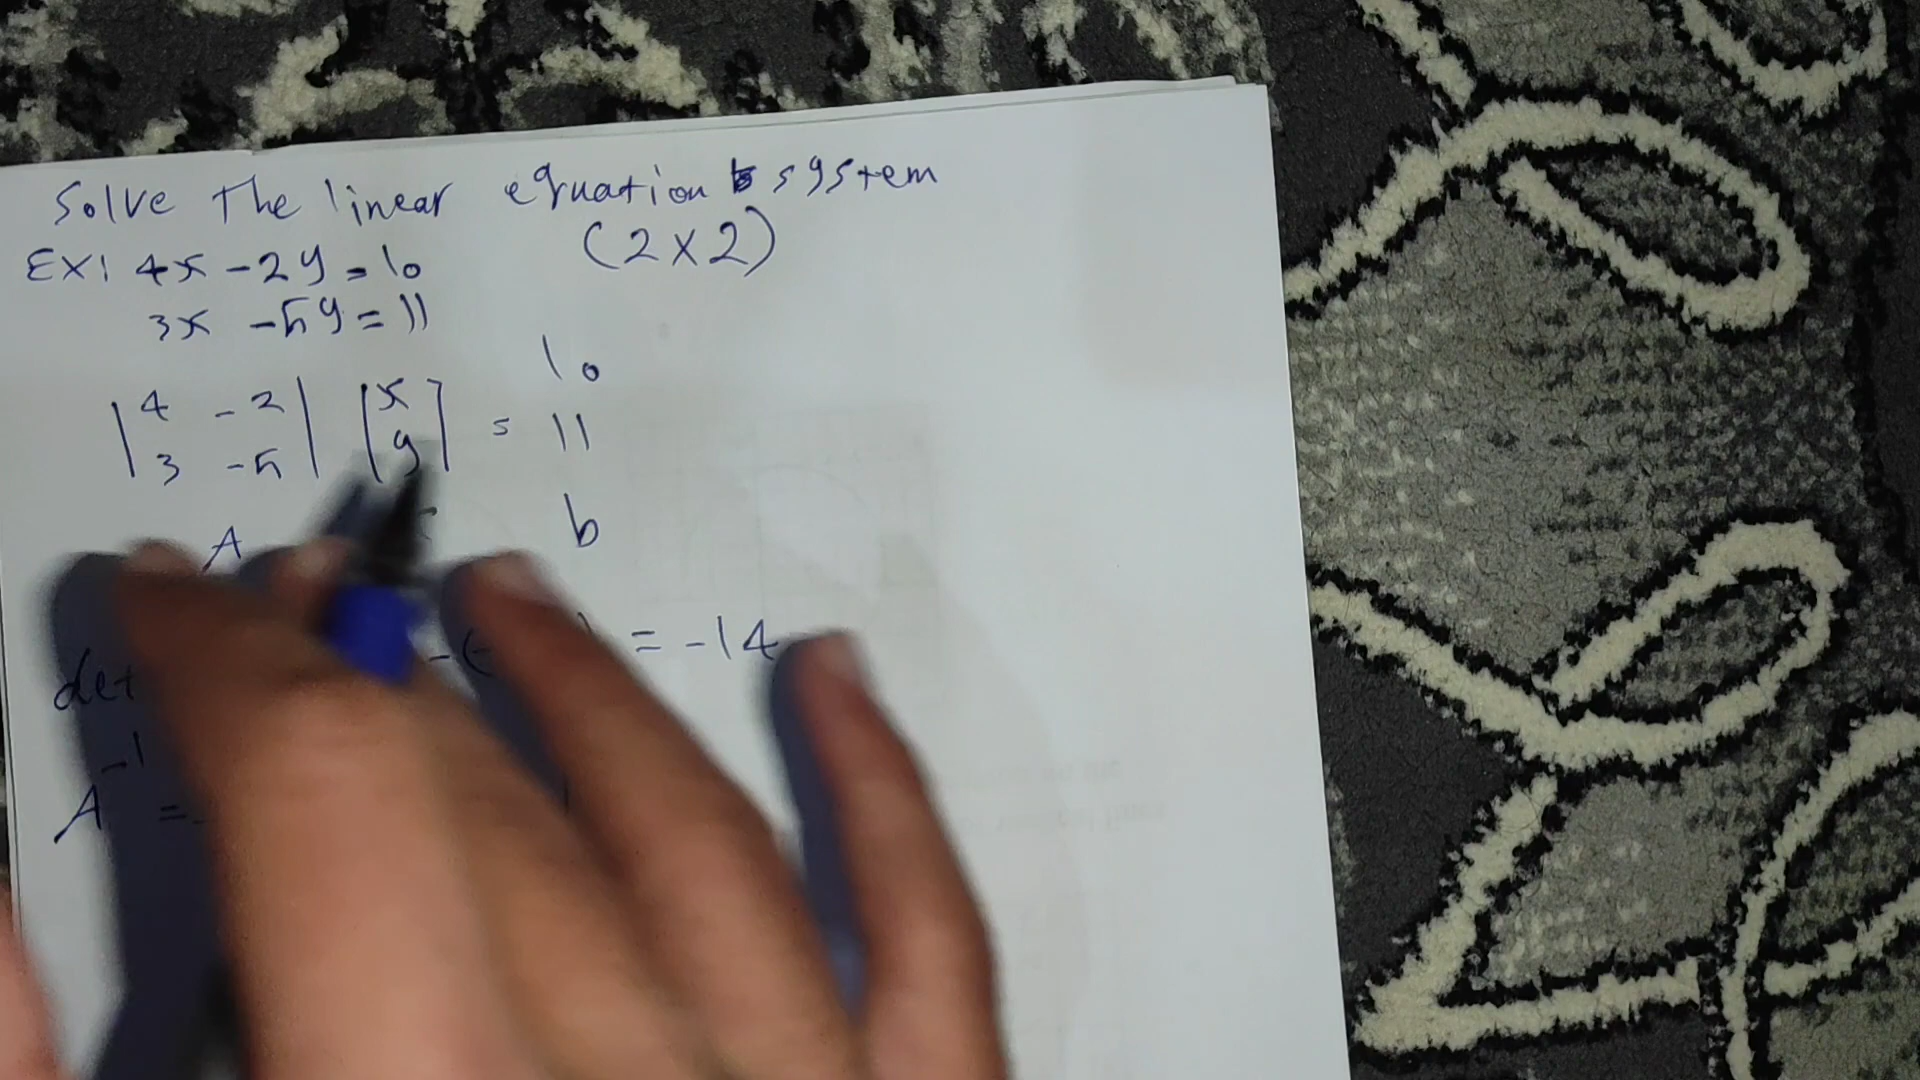 Solve The linear equation system
(2x2)
EX1 4x - 2y = 10
3x - 5y = 11
| 4 -2 | [x] = 10
| 3 -5 | [y] 11
A b
det = -14
A -1 =